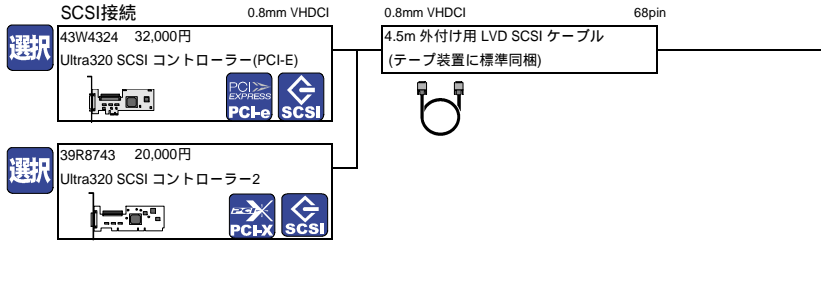 SCSI接続
0.8mm VHDCI
0.8mm VHDCI
68pin
選択
43W4324 32,000円
Ultra320 SCSI コントローラー(PCI-E)
PCI EXPRESS
PCI-e
SCSI
4.5m 外付け用 LVD SCSI ケーブル
(テープ装置に標準同梱)
選択
39R8743 20,000円
Ultra320 SCSI コントローラー2
PCI-X
SCSI